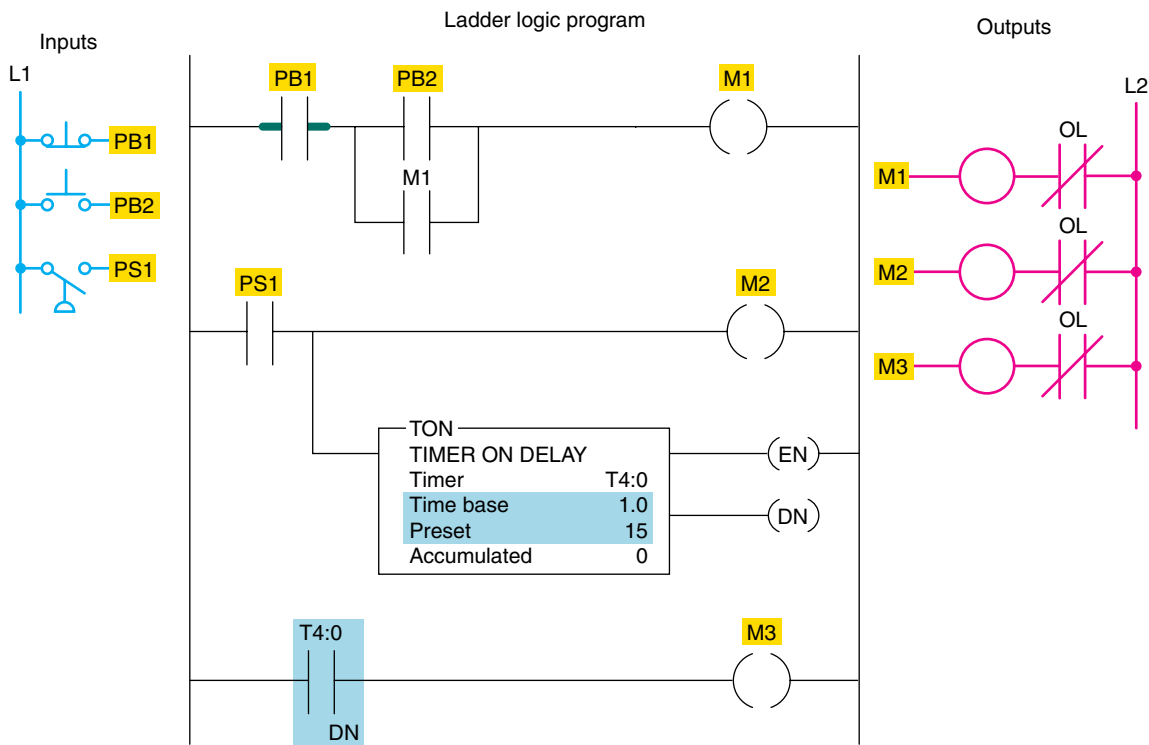 Ladder logic program
Inputs
Outputs
L1
L2
PB1
PB2
PS1
PB1
PB2
M1
M1
PS1
M2
TON
TIMER ON DELAY
Timer T4:0
Time base 1.0
Preset 15
Accumulated 0
EN
DN
T4:0
DN
M3
OL
M1
OL
M2
OL
M3